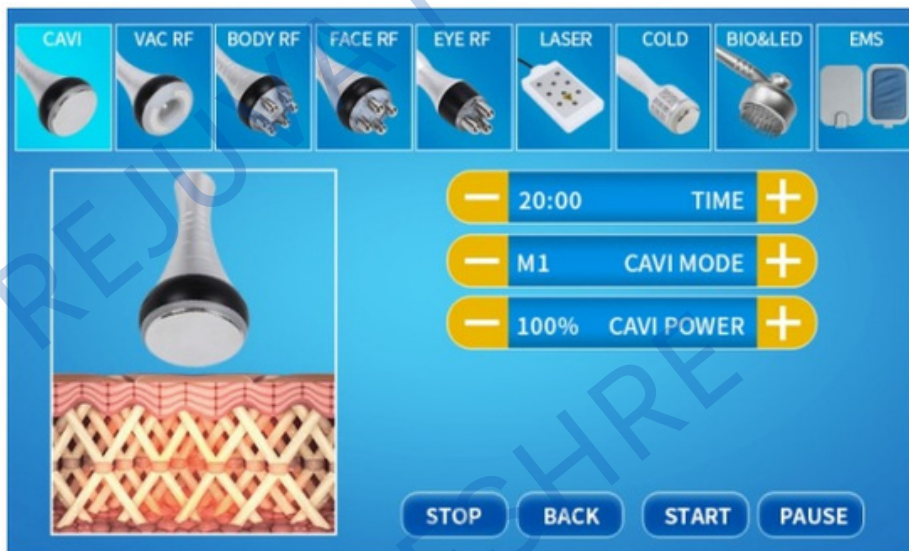 CAVI VAC RF BODY RF FACE RF EYE RF LASER COLD BIO&LED EMS
20:00 TIME
M1 CAVI MODE
100% CAVI POWER
STOP BACK START PAUSE